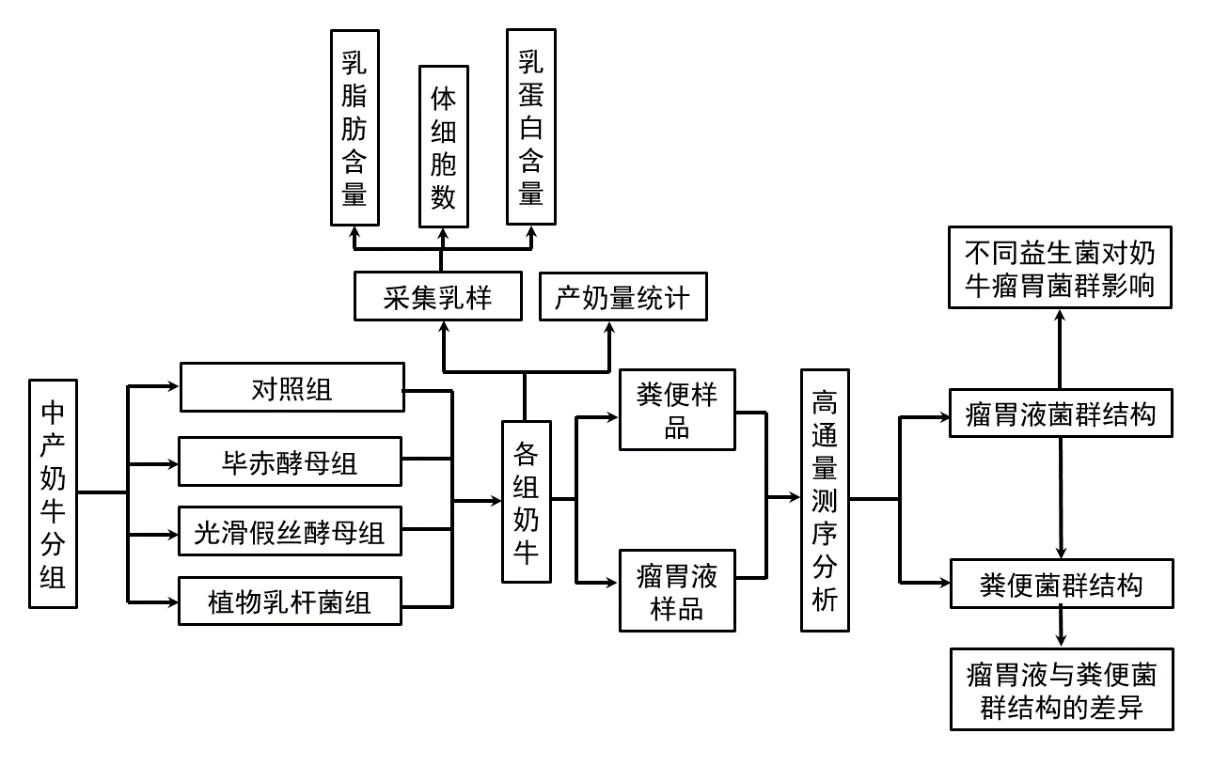 乳脂肪含量
体细胞数
乳蛋白含量
采集乳样
产奶量统计
不同益生菌对奶
牛瘤胃菌群影响
中产奶牛分组
对照组
毕赤酵母组
光滑假丝酵母组
植物乳杆菌组
各组奶牛
粪便样
品
瘤胃液
样品
高通量测序分析
瘤胃液菌群结构
粪便菌群结构
瘤胃液与粪便菌
群结构的差异